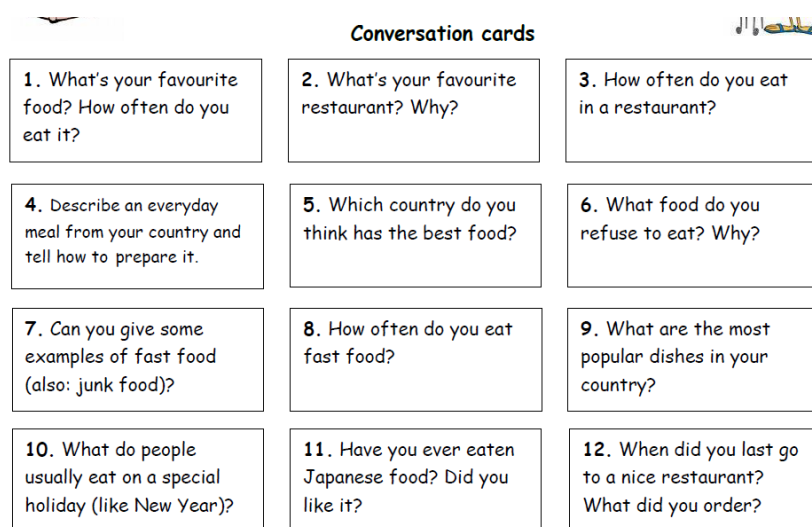 Conversation cards
1. What's your favourite
food? How often do you
eat it?
2. What's your favourite
restaurant? Why?
3. How often do you eat
in a restaurant?
4. Describe an everyday
meal from your country and
tell how to prepare it.
5. Which country do you
think has the best food?
6. What food do you
refuse to eat? Why?
7. Can you give some
examples of fast food
(also: junk food)?
8. How often do you eat
fast food?
9. What are the most
popular dishes in your
country?
10. What do people
usually eat on a special
holiday (like New Year)?
11. Have you ever eaten
Japanese food? Did you
like it?
12. When did you last go
to a nice restaurant?
What did you order?